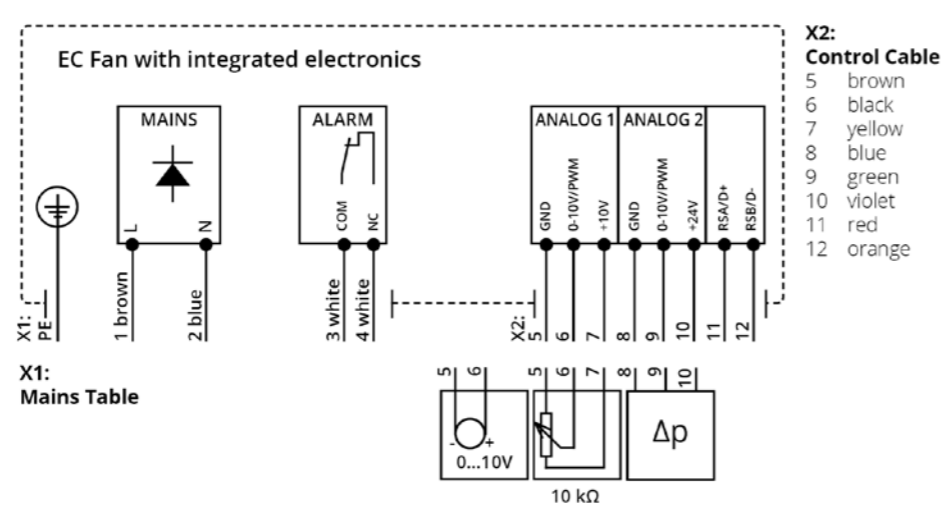 EC Fan with integrated electronics
MAINS
L
N
ALARM
COM
NC
ANALOG 1
GND
0-10V/PWM
+10V
ANALOG 2
GND
0-10V/PWM
+24V
RSA/D+
RSB/D-
X1:
PE
1 brown
2 blue
3 white
4 white
X2:
5
6
7
8
9
10
11
12
X1:
Mains Table
5
6
- +
0...10V
5
6
7
10 kΩ
8
9
10
Δp
X2:
Control Cable
5 brown
6 black
7 yellow
8 blue
9 green
10 violet
11 red
12 orange